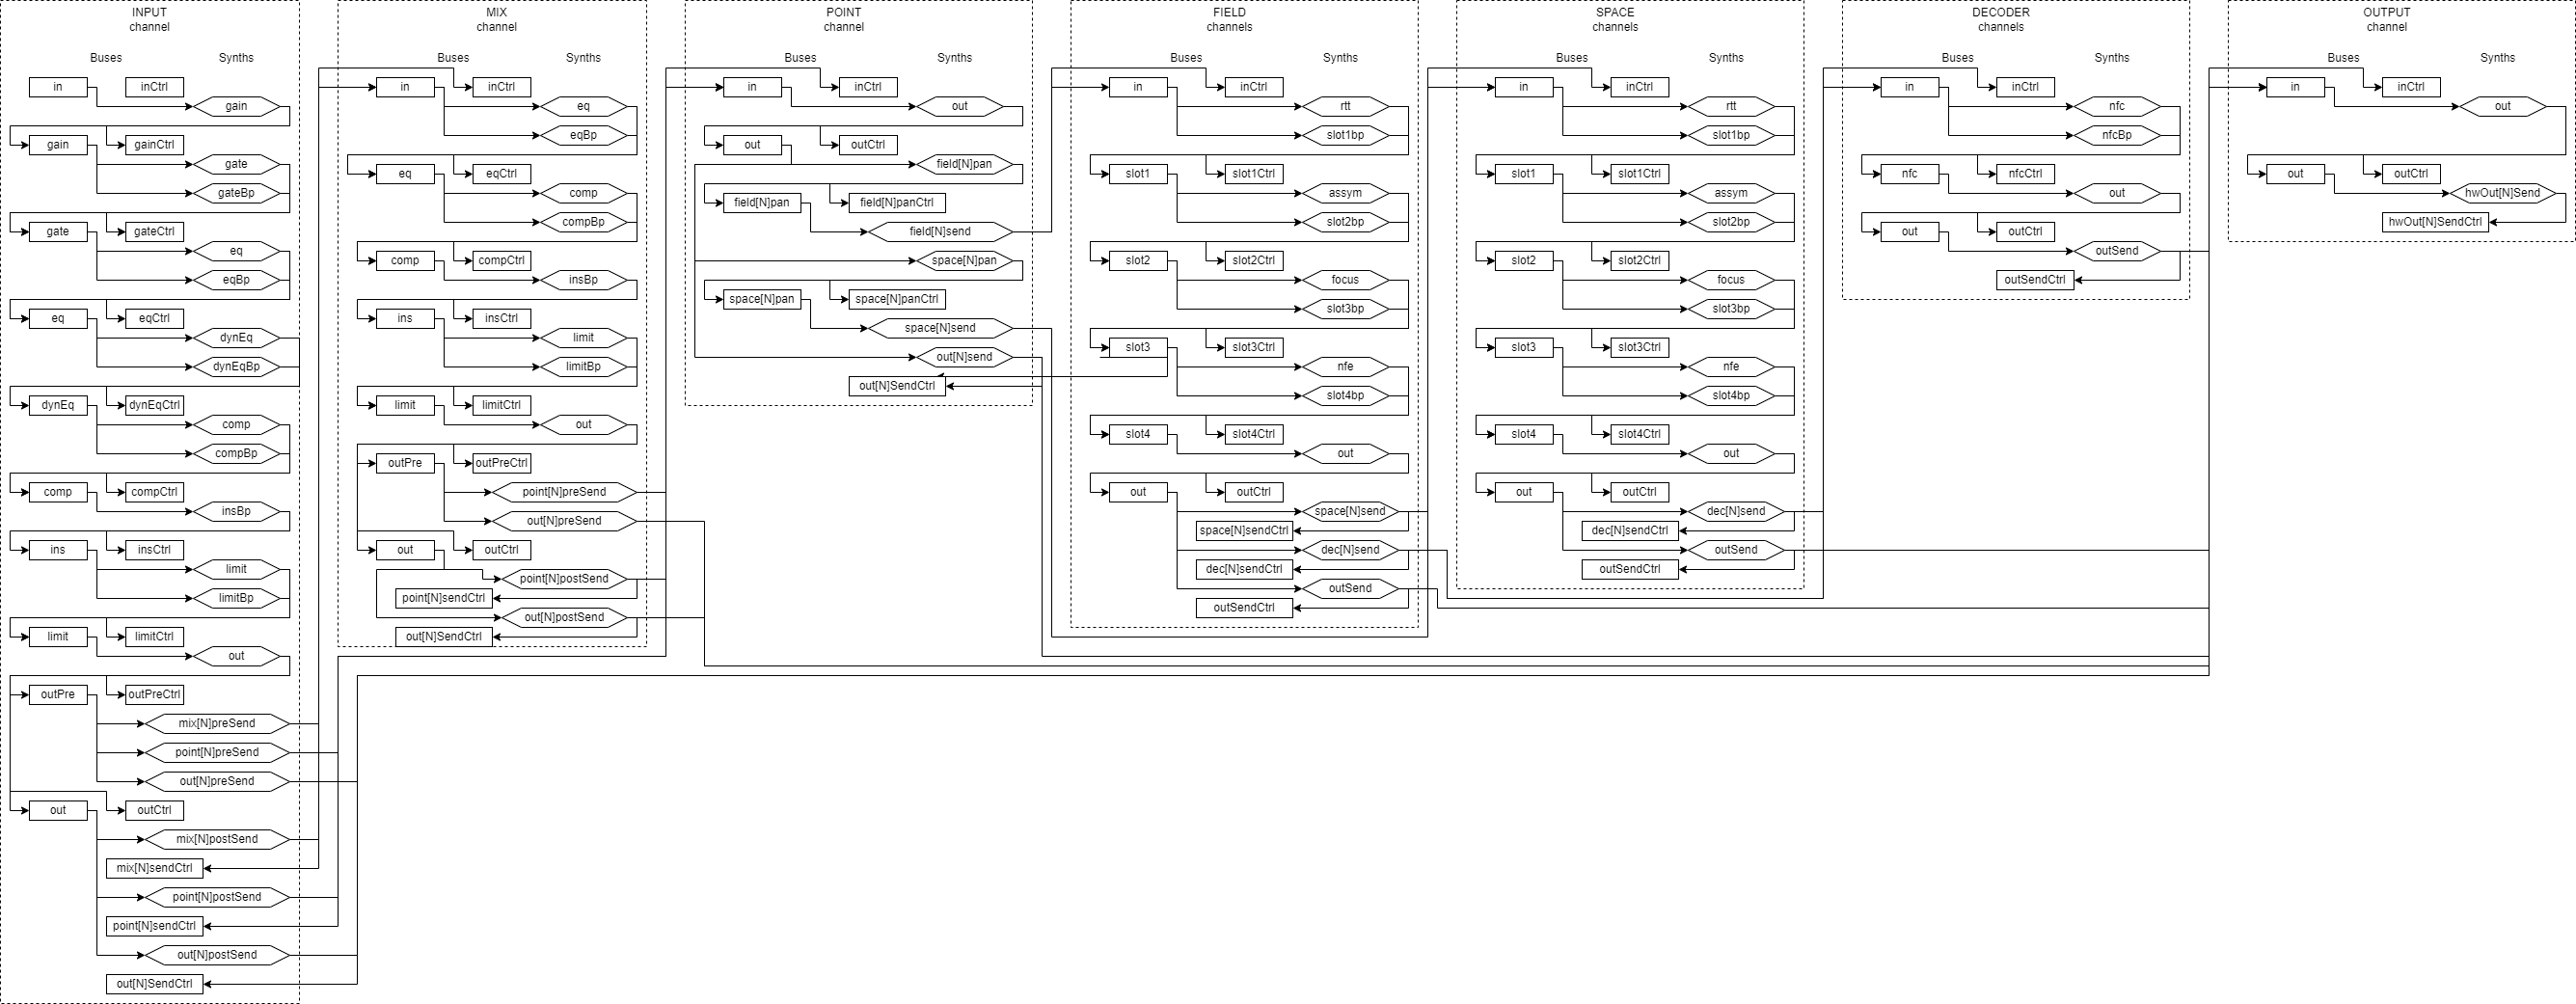 INPUT
channel
Buses
Synths
in
inCtrl
gain
gain
gainCtrl
gate
gateBp
gate
gateCtrl
eq
eqBp
eq
eqCtrl
dynEq
dynEqBp
dynEq
dynEqCtrl
comp
compBp
comp
compCtrl
insBp
ins
insCtrl
limit
limitBp
limit
limitCtrl
out
outPre
outPreCtrl
mix[N]preSend
point[N]preSend
out[N]preSend
out
outCtrl
mix[N]postSend
mix[N]sendCtrl
point[N]postSend
point[N]sendCtrl
out[N]postSend
out[N]SendCtrl
MIX
channel
Buses
Synths
in
inCtrl
eq
eqBp
eq
eqCtrl
comp
compBp
comp
compCtrl
insBp
ins
insCtrl
limit
limitBp
limit
limitCtrl
out
outPre
outPreCtrl
point[N]preSend
out[N]preSend
out
outCtrl
point[N]postSend
point[N]sendCtrl
out[N]postSend
out[N]SendCtrl
POINT
channel
Buses
Synths
in
inCtrl
out
out
outCtrl
field[N]pan
field[N]pan
field[N]panCtrl
field[N]send
space[N]pan
space[N]pan
space[N]panCtrl
space[N]send
out[N]send
out[N]SendCtrl
FIELD
channels
Buses
Synths
in
inCtrl
rtt
slot1bp
slot1
slot1Ctrl
assym
slot2bp
slot2
slot2Ctrl
focus
slot3bp
slot3
slot3Ctrl
nfe
slot4bp
slot4
slot4Ctrl
out
out
outCtrl
space[N]send
space[N]sendCtrl
dec[N]send
dec[N]sendCtrl
outSend
outSendCtrl
SPACE
channels
Buses
Synths
in
inCtrl
rtt
slot1bp
slot1
slot1Ctrl
assym
slot2bp
slot2
slot2Ctrl
focus
slot3bp
slot3
slot3Ctrl
nfe
slot4bp
slot4
slot4Ctrl
out
out
outCtrl
dec[N]send
dec[N]sendCtrl
outSend
outSendCtrl
DECODER
channels
Buses
Synths
in
inCtrl
nfc
nfcBp
nfc
nfcCtrl
out
out
outCtrl
outSend
outSendCtrl
OUTPUT
channel
Buses
Synths
in
inCtrl
out
out
outCtrl
hwOut[N]Send
hwOut[N]SendCtrl